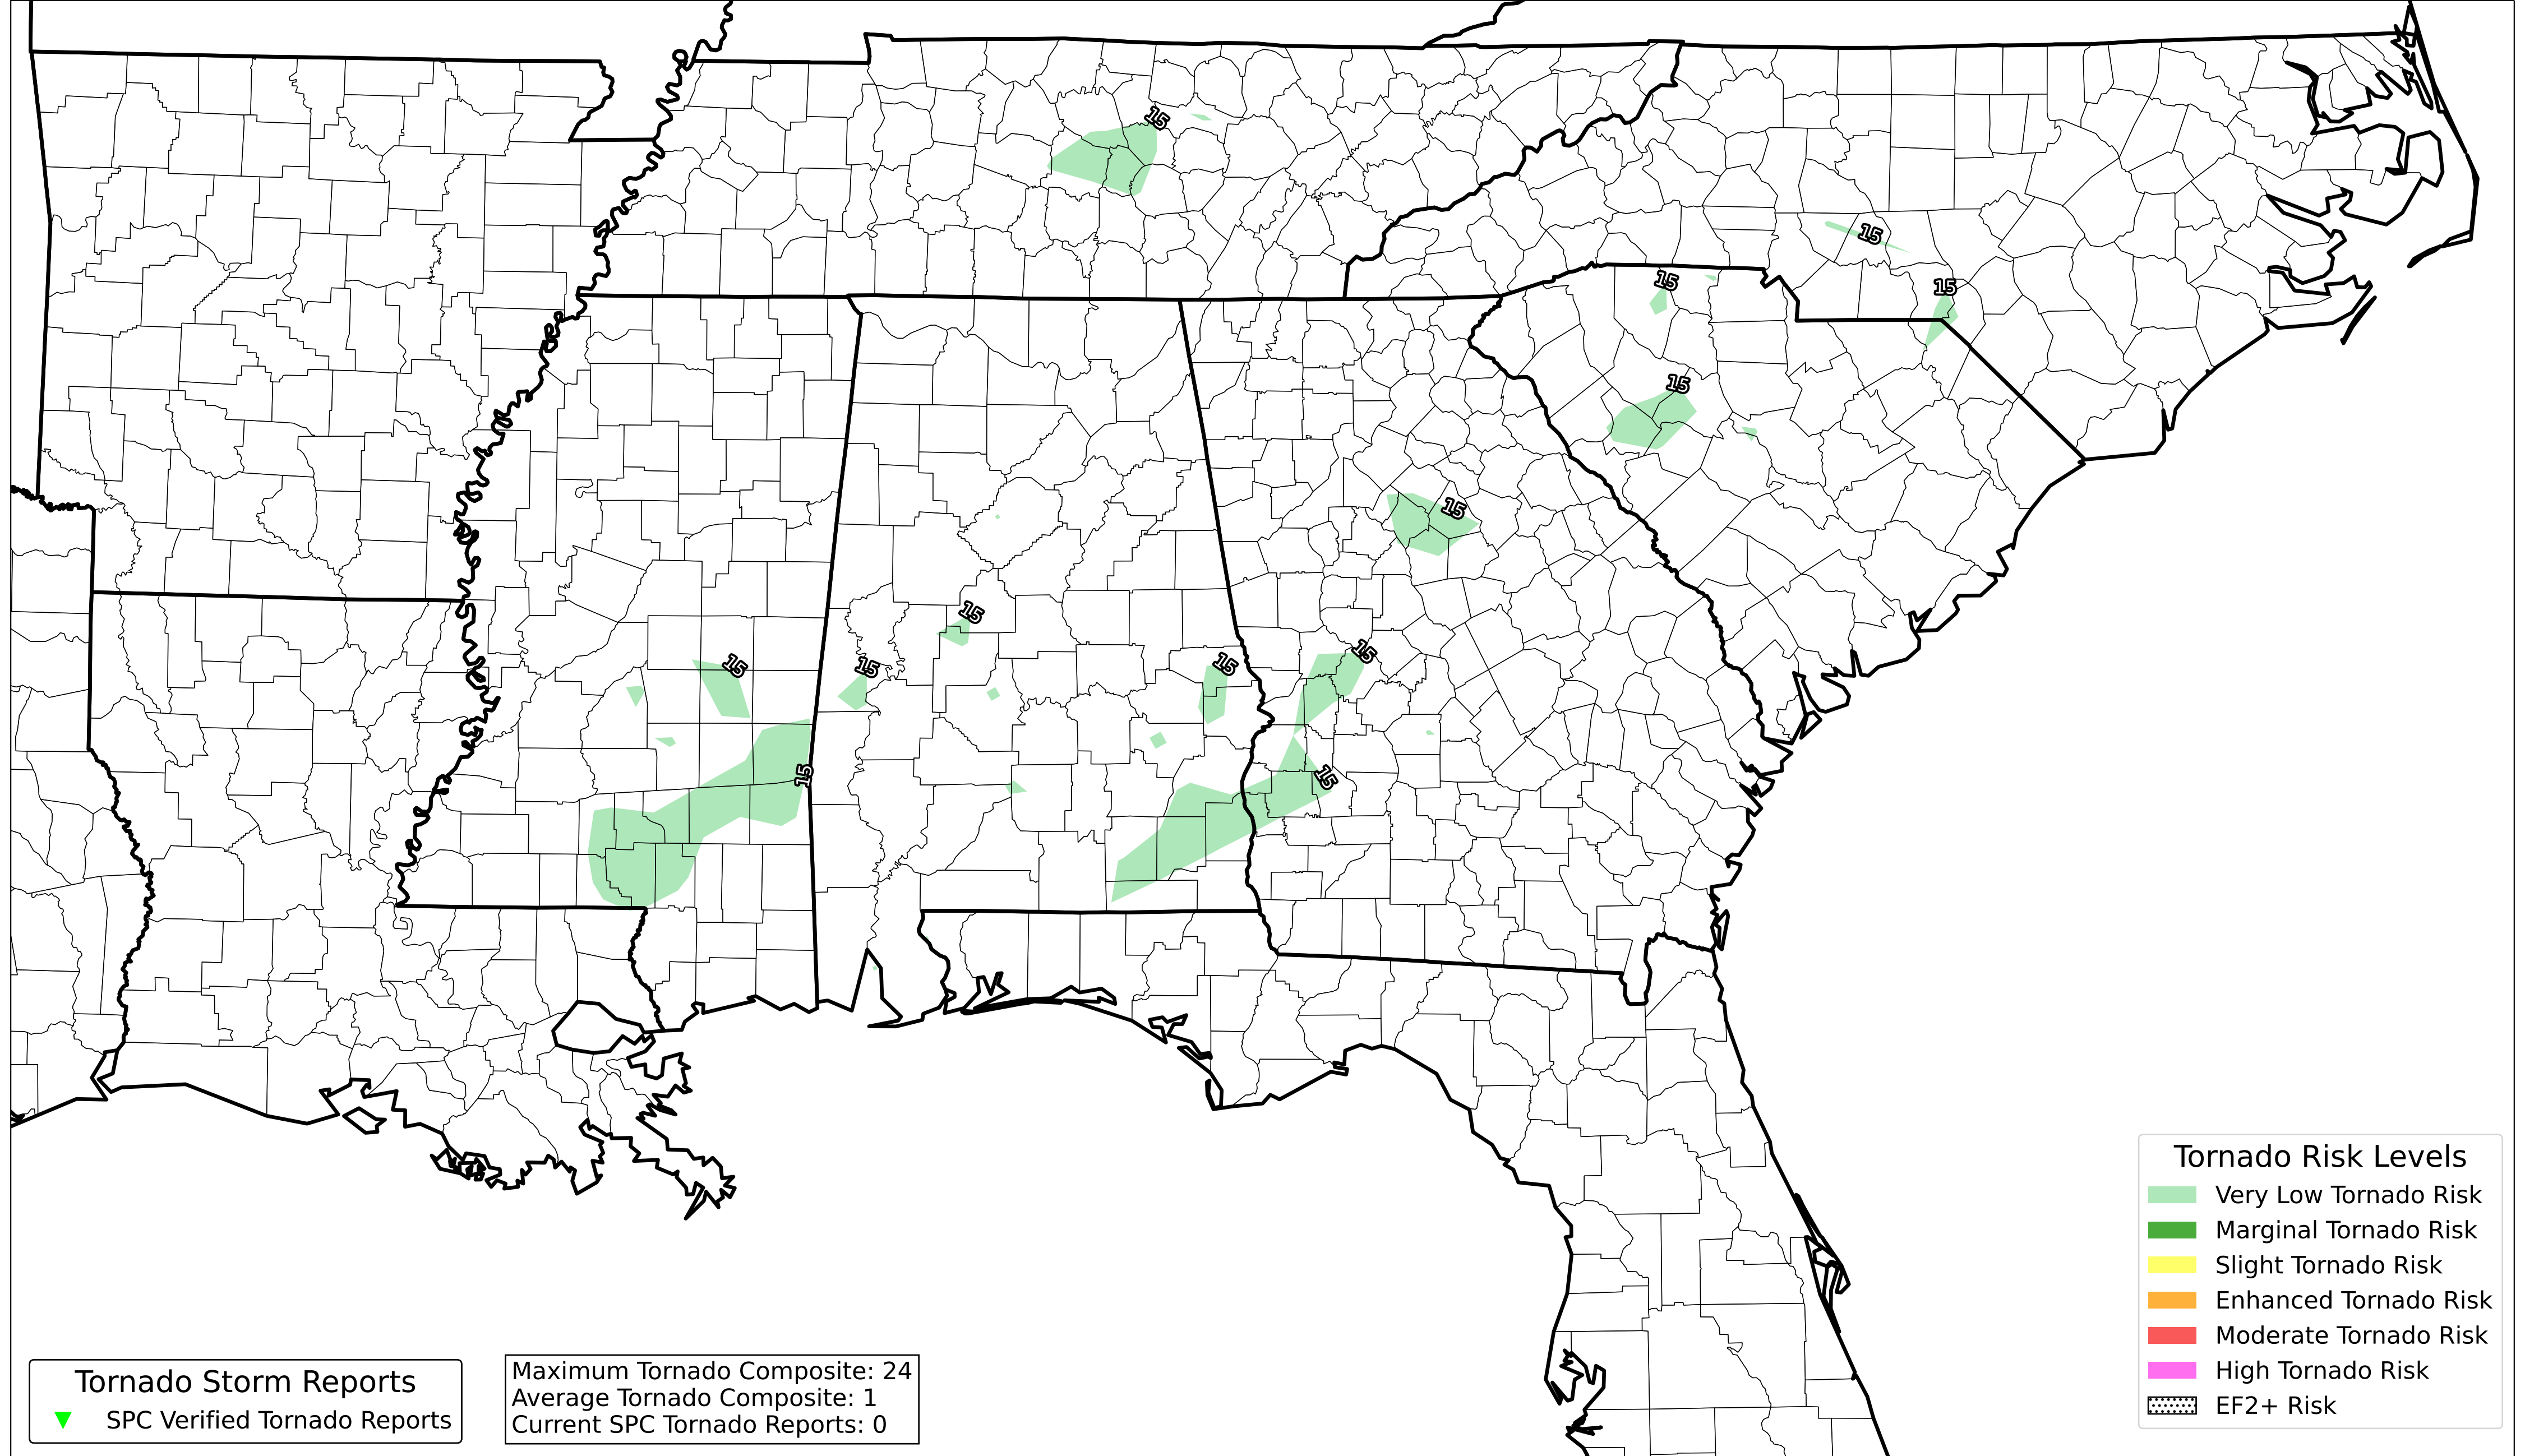 15
15
15
15
15
15
15
15
15
15
15
15
15
Tornado Risk Levels
Very Low Tornado Risk
Marginal Tornado Risk
Slight Tornado Risk
Enhanced Tornado Risk
Moderate Tornado Risk
High Tornado Risk
EF2+ Risk
Tornado Storm Reports
SPC Verified Tornado Reports
Maximum Tornado Composite: 24
Average Tornado Composite: 1
Current SPC Tornado Reports: 0